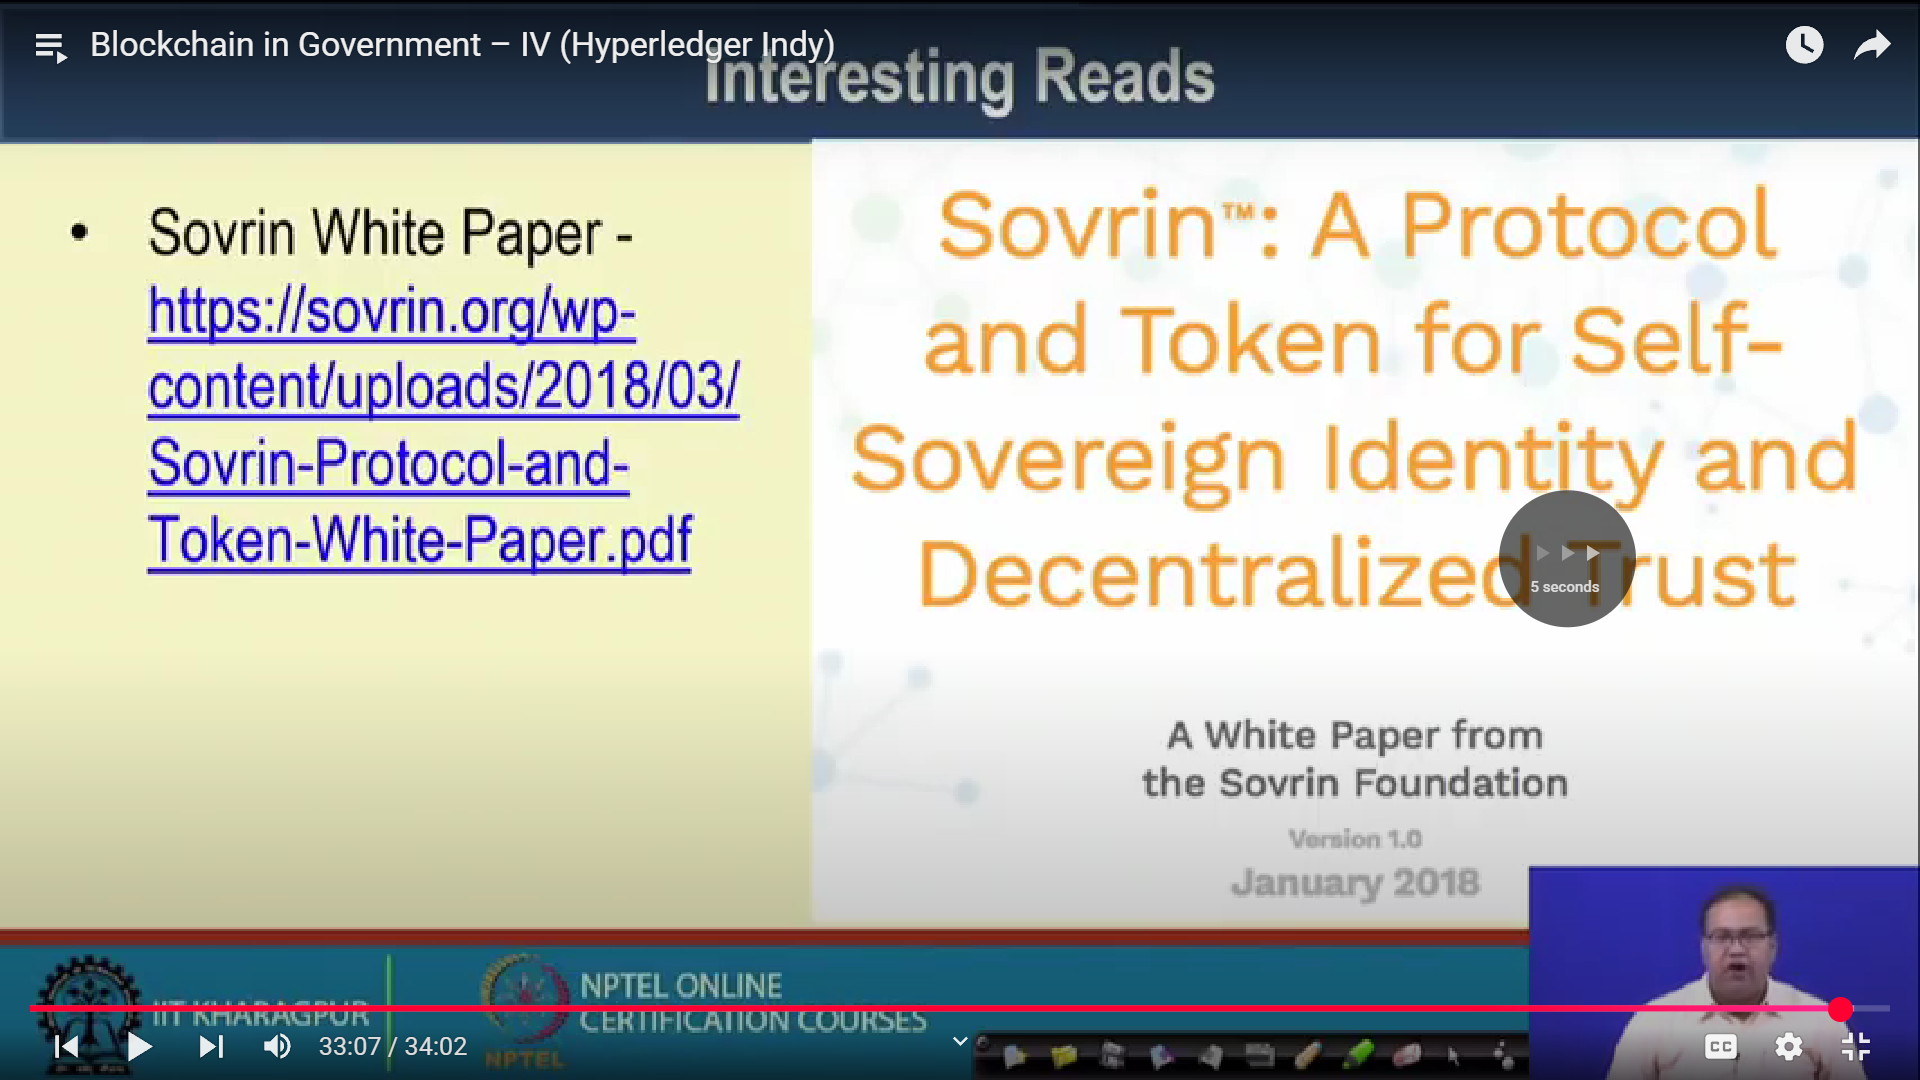 Blockchain in Government – IV (Hyperledger Indy)
Interesting Reads
• Sovrin White Paper -
https://sovrin.org/wp-
content/uploads/2018/03/
Sovrin-Protocol-and-
Token-White-Paper.pdf
Sovrin™: A Protocol
and Token for Self-
Sovereign Identity and
Decentralized Trust
5 seconds
A White Paper from
the Sovrin Foundation
Version 1.0
January 2018
IIT KHARAGPUR
NPTEL
NPTEL ONLINE
CERTIFICATION COURSES
33:07 / 34:02
CC